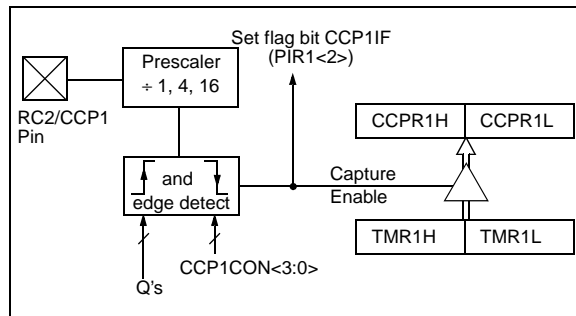 Set flag bit CCP1IF
(PIR1<2>)
Prescaler
÷ 1, 4, 16
RC2/CCP1
Pin
CCPR1H
CCPR1L
and
edge detect
Capture
Enable
TMR1H
TMR1L
CCP1CON<3:0>
Q's